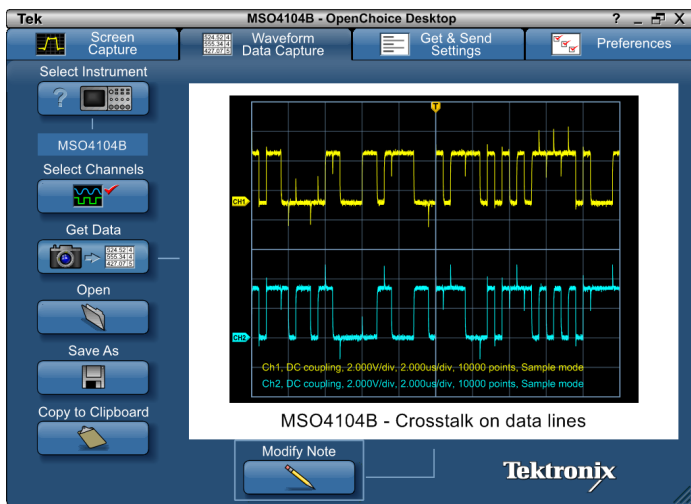 Tek
MSO4104B - OpenChoice Desktop
? _ X
Screen Capture
Waveform Data Capture
Get & Send Settings
Preferences
Select Instrument
?
MSO4104B
Select Channels
Get Data
Open
Save As
Copy to Clipboard
T
CH1
CH2
Ch1, DC coupling, 2.000V/div, 2.000us/div, 10000 points, Sample mode
Ch2, DC coupling, 2.000V/div, 2.000us/div, 10000 points, Sample mode
MSO4104B - Crosstalk on data lines
Modify Note
Tektronix